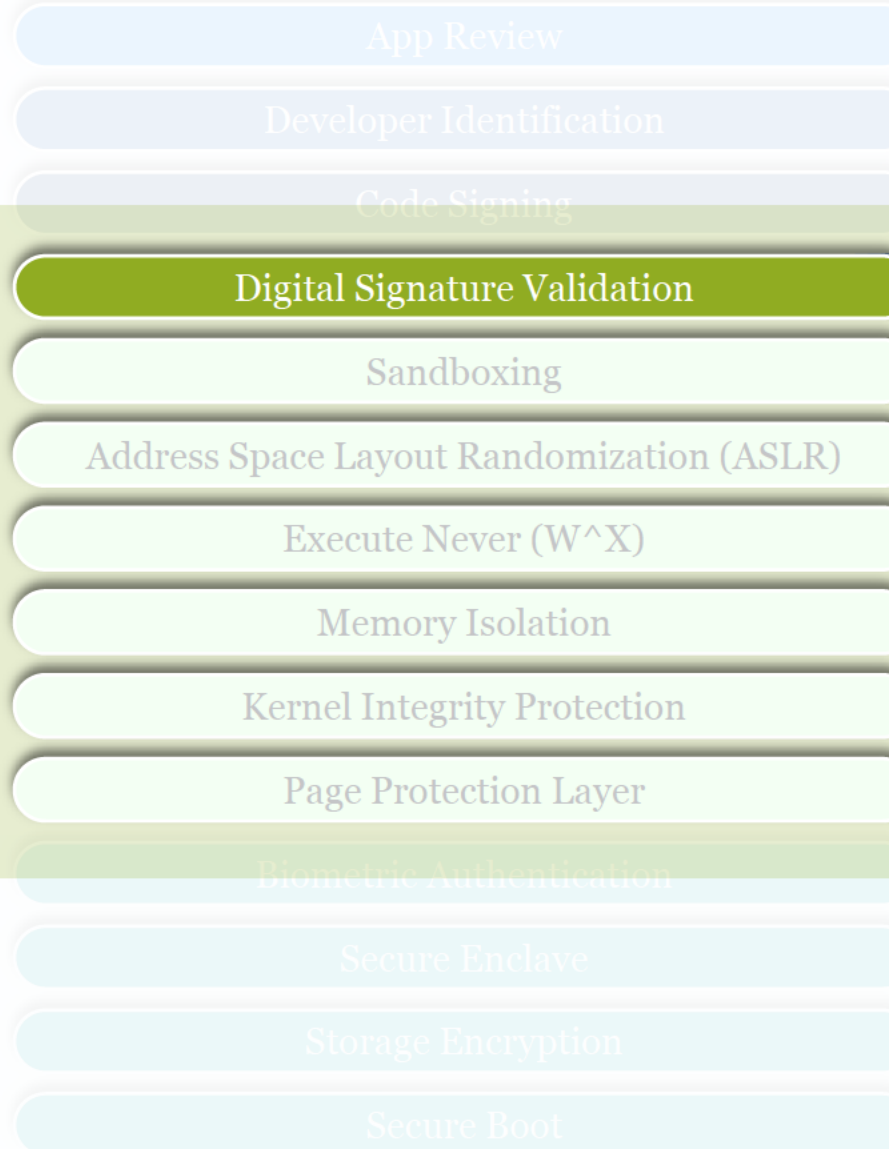 App Review
Developer Identification
Code Signing
Digital Signature Validation
Sandboxing
Address Space Layout Randomization (ASLR)
Execute Never (W^X)
Memory Isolation
Kernel Integrity Protection
Page Protection Layer
Biometric Authentication
Secure Enclave
Storage Encryption
Secure Boot